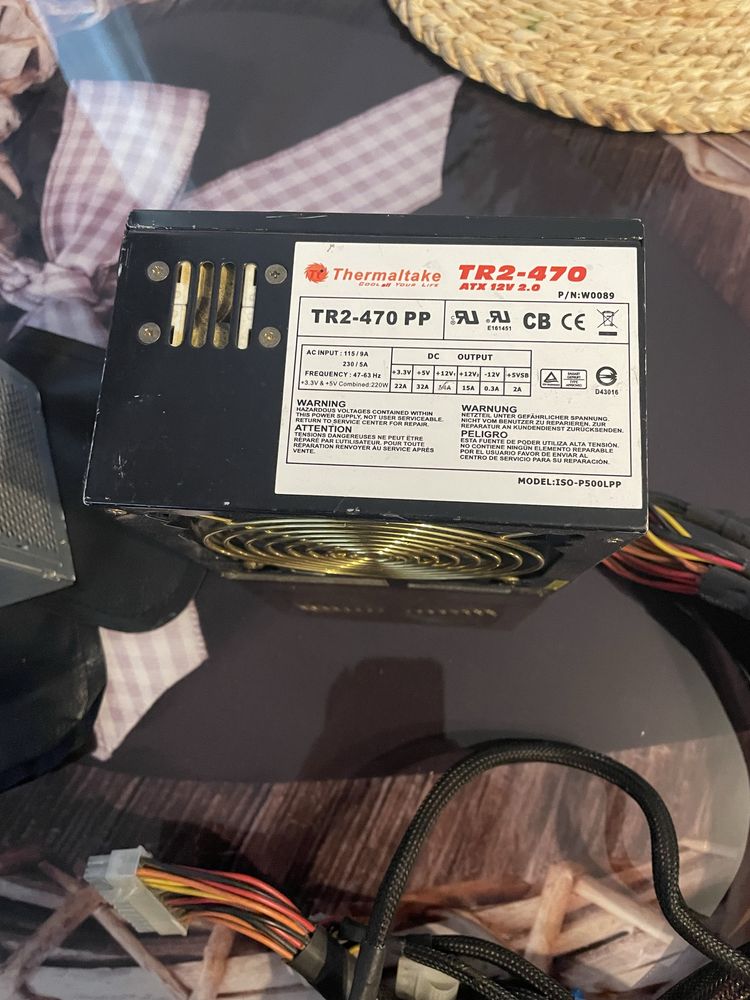 Thermaltake
COOL all YOUR LIFE
TR2-470
ATX 12V 2.0
P/N:W0089
TR2-470 PP
E161451
CB CE
AC INPUT : 115 / 9A
230 / 5A
FREQUENCY : 47-63 Hz
+3.3V & +5V Combined:220W
DC OUTPUT
+3.3V +5V +12V1 +12V2 -12V +5VSB
22A 32A 14A 15A 0.3A 2A
D43016
WARNING
HAZARDOUS VOLTAGES CONTAINED WITHIN
THIS POWER SUPPLY, NOT USER SERVICEABLE.
RETURN TO SERVICE CENTER FOR REPAIR.
ATTENTION
TENSIONS DANGEREUSES NE PEUT ÊTRE
RÉPARÉ PAR L'UTILISATEUR. POUR TOUTE
RÉPARATION RENVOYER AU SERVICE APRÈS
VENTE.
WARNUNG
NETZTEIL UNTER GEFÄHRLICHER SPANNUNG.
NICHT VOM BENUTZER ZU REPARIEREN. ZUR
REPARATUR AN KUNDENDIENST ZURÜCKSENDEN.
PELIGRO
ESTA FUENTE DE PODER UTILIZA ALTA TENSIÓN.
NO CONTIENE NINGÚN ELEMENTO REPARABLE
POR EL USUARIO FAVOR DE ENVIAR AL
CENTRO DE SERVICIO PARA SU REPARACIÓN.
MODEL:ISO-P500LPP